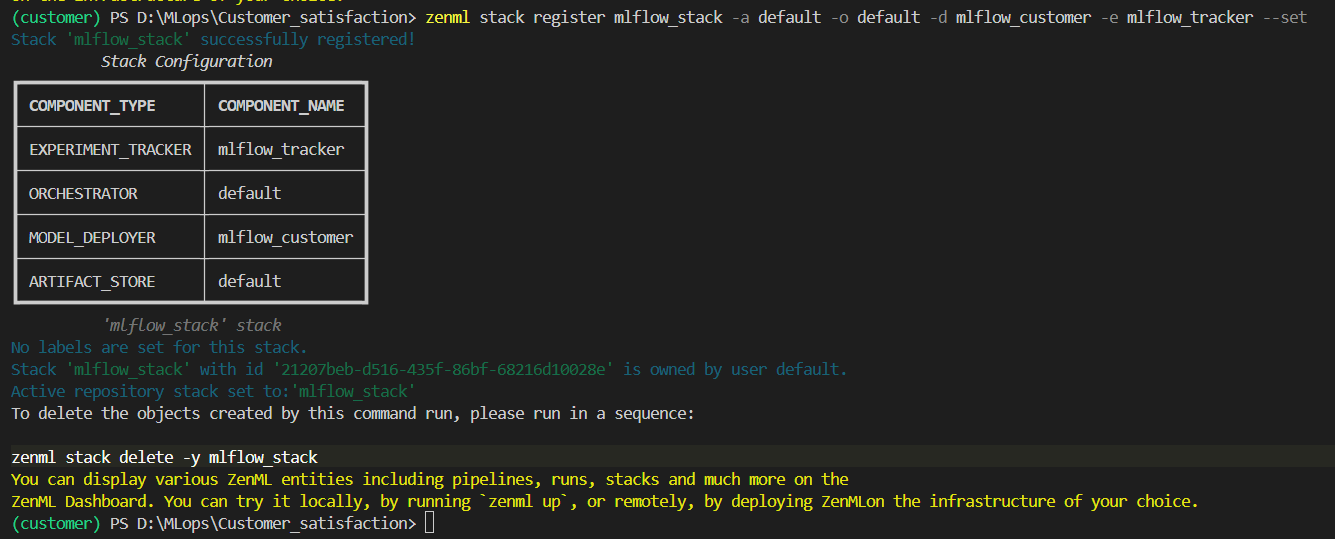 (customer) PS D:\MLops\Customer_satisfaction> zenml stack register mlflow_stack -a default -o default -d mlflow_customer -e mlflow_tracker --set
Stack 'mlflow_stack' successfully registered!
Stack Configuration
COMPONENT_TYPE COMPONENT_NAME
EXPERIMENT_TRACKER mlflow_tracker
ORCHESTRATOR default
MODEL_DEPLOYER mlflow_customer
ARTIFACT_STORE default
'mlflow_stack' stack
No labels are set for this stack.
Stack 'mlflow_stack' with id '21207beb-d516-435f-86bf-68216d10028e' is owned by user default.
Active repository stack set to:'mlflow_stack'
To delete the objects created by this command run, please run in a sequence:
zenml stack delete -y mlflow_stack
You can display various ZenML entities including pipelines, runs, stacks and much more on the
ZenML Dashboard. You can try it locally, by running `zenml up`, or remotely, by deploying ZenMLon the infrastructure of your choice.
(customer) PS D:\MLops\Customer_satisfaction>